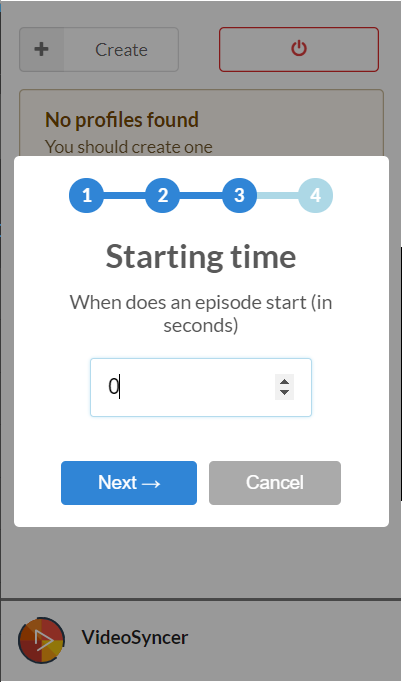 Create
No profiles found
You should create one
1 2 3 4
Starting time
When does an episode start (in
seconds)
0
Next →
Cancel
VideoSyncer